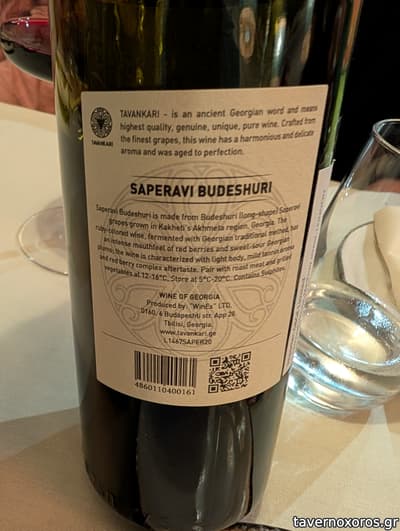 TAVANKARI
TAVANKARI - is an ancient Georgian word and means
highest quality, genuine, unique, pure wine. Crafted from
the finest grapes, this wine has a harmonious and delicate
aroma and was aged to perfection.
SAPERAVI BUDESHURI
Saperavi Budeshuri is made from Budeshuri (long-shape) Saperavi
grapes grown in Kakheti's Akhmeta region, Georgia. The
ruby-colored wine, fermented with Georgian traditional method, has
an intense mouthfeel of red berries and sweet-sour Georgian
plums; the wine is characterized with light body, mild tannin aromas
and red berry complex aftertaste. Pair with roast meat and grilled
vegetables at 12-16°C. Store at 5°C-20°C. Contains Sulphites.
WINE OF GEORGIA
Produced by: "WinEx" LTD.
0160, 6 Budapeshti str. App 26
Tbilisi, Georgia.
www.tavankari.ge
L1467SAPER20
4860110400161
tavernoxoros.gr